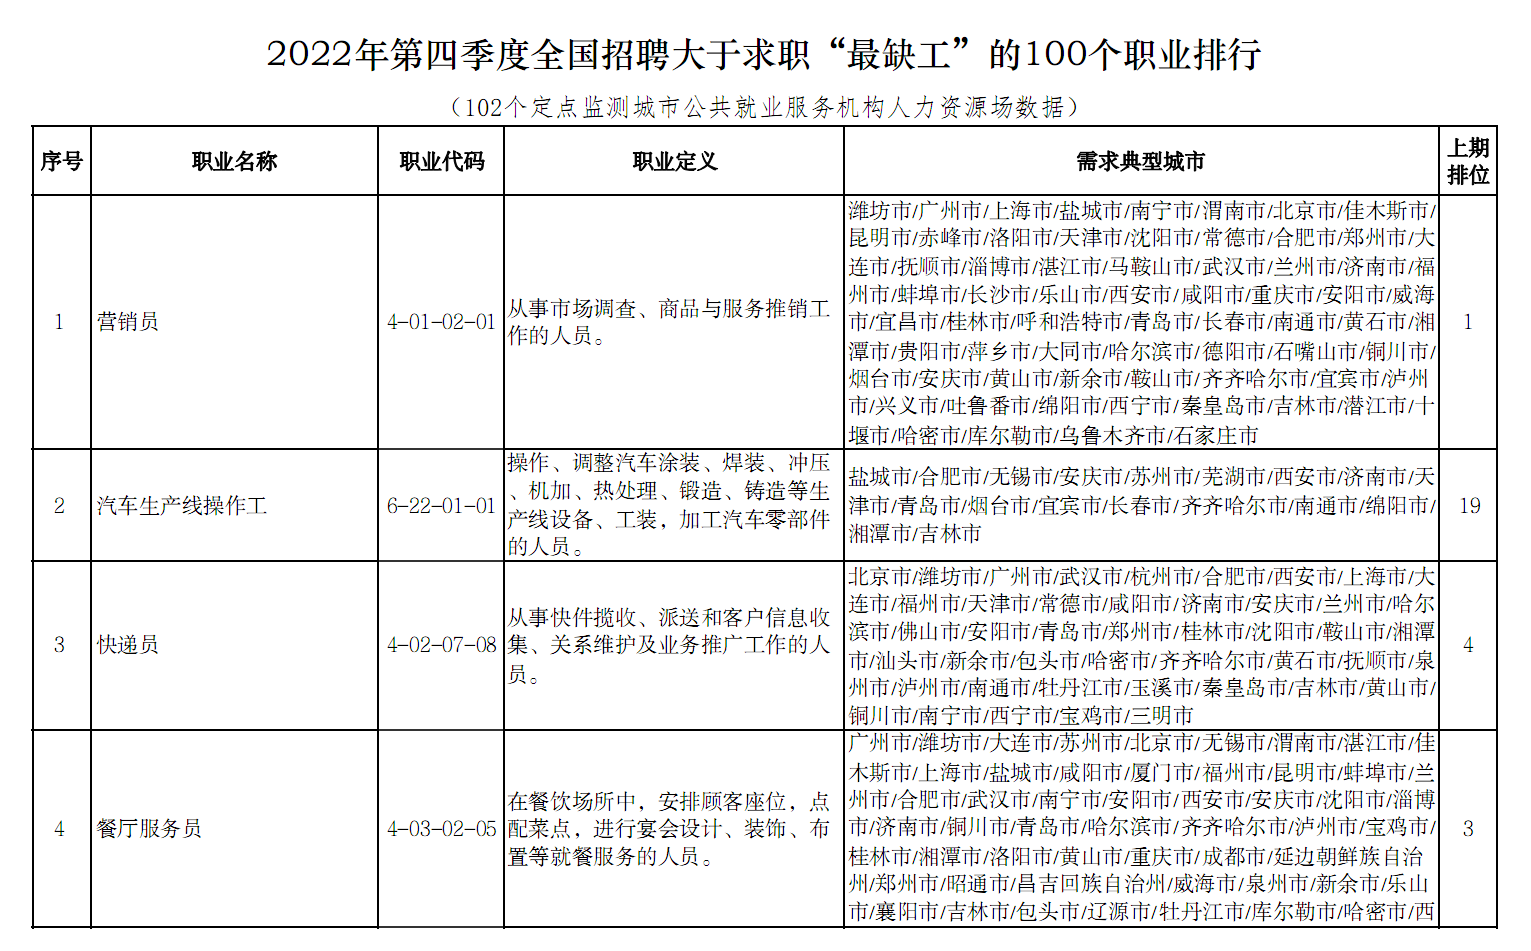 2022年第四季度全国招聘大于求职“最缺工”的100个职业排行
（102个定点监测城市公共就业服务机构人力资源场数据）
序号 职业名称 职业代码 职业定义 需求典型城市 上期排位
1
营销员
4-01-02-01
从事市场调查、商品与服务推销工
作的人员。
潍坊市/广州市/上海市/盐城市/南宁市/渭南市/北京市/佳木斯市/
昆明市/赤峰市/洛阳市/天津市/沈阳市/常德市/合肥市/郑州市/大
连市/抚顺市/淄博市/湛江市/马鞍山市/武汉市/兰州市/济南市/福
州市/蚌埠市/长沙市/乐山市/西安市/咸阳市/重庆市/安阳市/威海
市/宜昌市/桂林市/呼和浩特市/青岛市/长春市/南通市/黄石市/湘
潭市/贵阳市/萍乡市/大同市/哈尔滨市/德阳市/石嘴山市/铜川市/
烟台市/安庆市/黄山市/新余市/鞍山市/齐齐哈尔市/宜宾市/泸州
市/兴义市/吐鲁番市/绵阳市/西宁市/秦皇岛市/吉林市/潜江市/十
堰市/哈密市/库尔勒市/乌鲁木齐市/石家庄市
1
2
汽车生产线操作工
6-22-01-01
操作、调整汽车涂装、焊装、冲压
、机加、热处理、锻造、铸造等生
产线设备、工装，加工汽车零部件
的人员。
盐城市/合肥市/无锡市/安庆市/苏州市/芜湖市/西安市/济南市/天
津市/青岛市/烟台市/宜宾市/长春市/齐齐哈尔市/南通市/绵阳市/
湘潭市/吉林市
19
3
快递员
4-02-07-08
从事快件揽收、派送和客户信息收
集、关系维护及业务推广工作的人
员。
北京市/潍坊市/广州市/武汉市/杭州市/合肥市/西安市/上海市/大
连市/福州市/天津市/常德市/咸阳市/济南市/安庆市/兰州市/哈尔
滨市/佛山市/安阳市/青岛市/郑州市/桂林市/沈阳市/鞍山市/湘潭
市/汕头市/新余市/包头市/哈密市/齐齐哈尔市/黄石市/抚顺市/泉
州市/泸州市/南通市/牡丹江市/玉溪市/秦皇岛市/吉林市/黄山市/
铜川市/南宁市/西宁市/宝鸡市/三明市
4
4
餐厅服务员
4-03-02-05
在餐饮场所中，安排顾客座位，点
配菜点，进行宴会设计、装饰、布
置等就餐服务的人员。
广州市/潍坊市/大连市/苏州市/北京市/无锡市/渭南市/湛江市/佳
木斯市/上海市/盐城市/咸阳市/厦门市/福州市/昆明市/蚌埠市/兰
州市/合肥市/武汉市/南宁市/安阳市/西安市/安庆市/沈阳市/淄博
市/济南市/铜川市/青岛市/哈尔滨市/齐齐哈尔市/泸州市/宝鸡市/
桂林市/湘潭市/洛阳市/黄山市/重庆市/成都市/延边朝鲜族自治
州/郑州市/昭通市/昌吉回族自治州/威海市/泉州市/新余市/乐山
市/襄阳市/吉林市/包头市/辽源市/牡丹江市/库尔勒市/哈密市/西
3